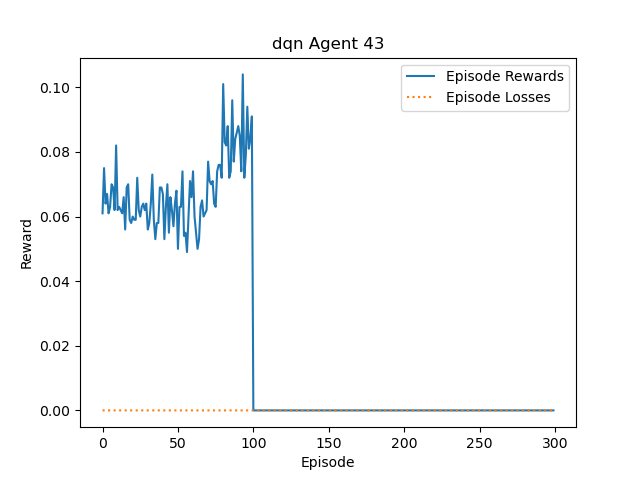 dqn Agent 43
Episode Rewards
Episode Losses
Reward
0.10
0.08
0.06
0.04
0.02
0.00
0 50 100 150 200 250 300
Episode